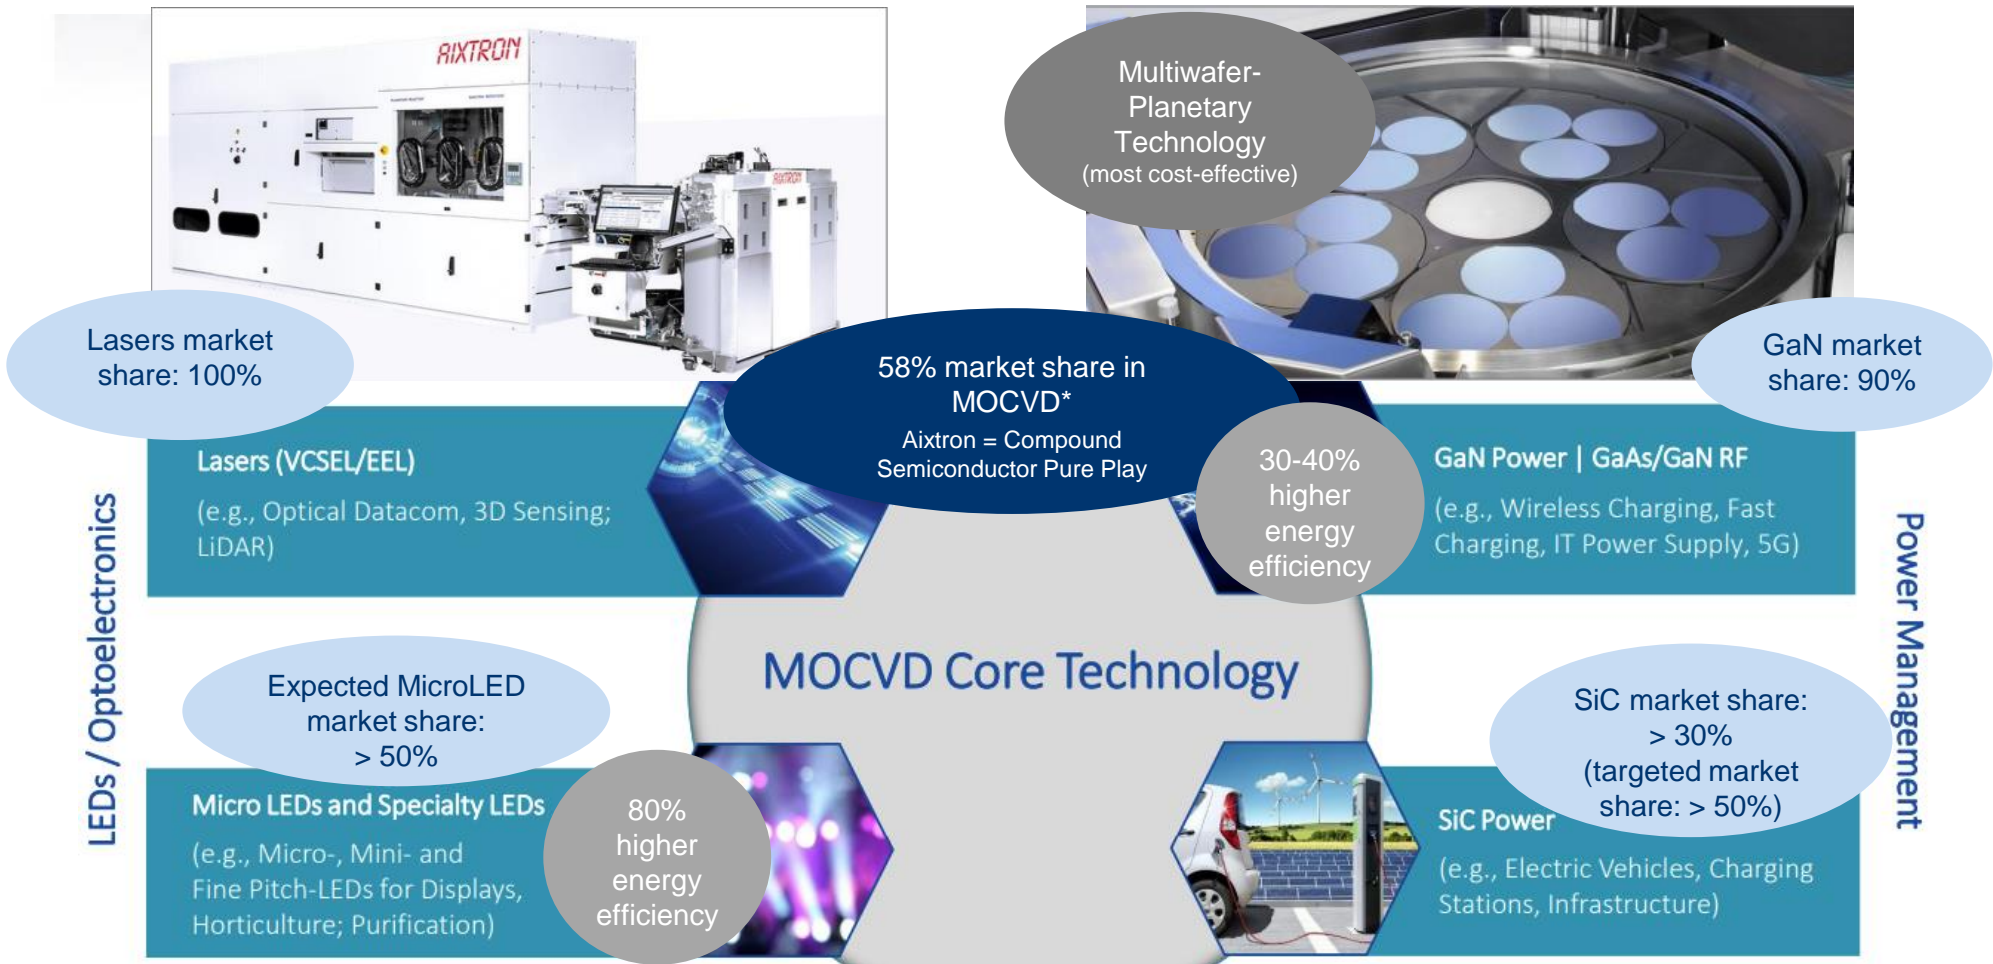 AIXTRON
AIXTRON
Multiwafer-
Planetary
Technology
(most cost-effective)
Lasers market
share: 100%
58% market share in
MOCVD*
Aixtron = Compound
Semiconductor Pure Play
GaN market
share: 90%
Lasers (VCSEL/EEL)
(e.g., Optical Datacom, 3D Sensing;
LiDAR)
30-40%
higher
energy
efficiency
GaN Power | GaAs/GaN RF
(e.g., Wireless Charging, Fast
Charging, IT Power Supply, 5G)
LEDs / Optoelectronics
Power Management
MOCVD Core Technology
Expected MicroLED
market share:
> 50%
SiC market share:
> 30%
(targeted market
share: > 50%)
Micro LEDs and Specialty LEDs
(e.g., Micro-, Mini- and
Fine Pitch-LEDs for Displays,
Horticulture; Purification)
80%
higher
energy
efficiency
SiC Power
(e.g., Electric Vehicles, Charging
Stations, Infrastructure)